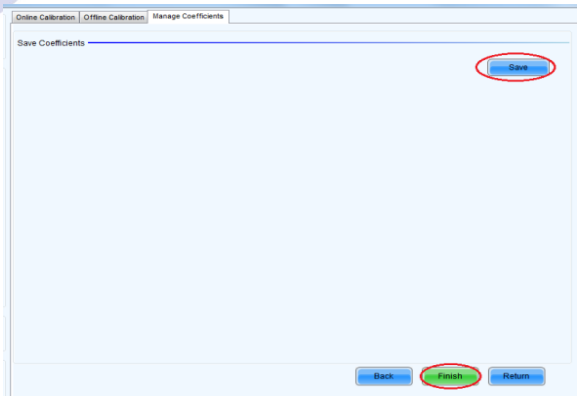 Online Calibration Offline Calibration Manage Coefficients
Save Coefficients
Save
Back Finish Return